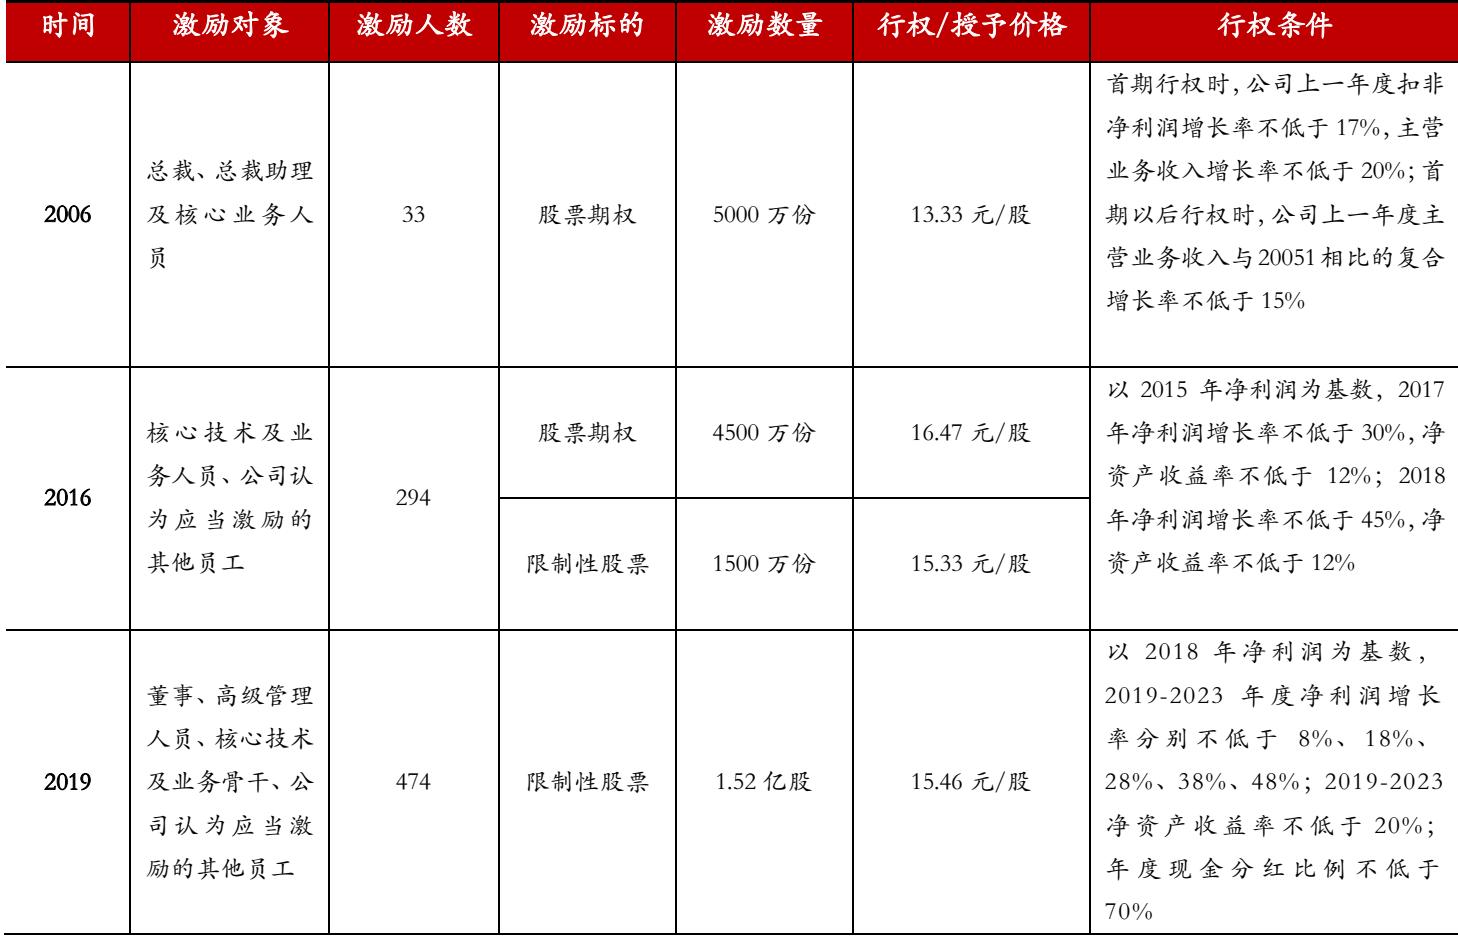 时间 激励对象 激励人数 激励标的 激励数量 行权/授予价格 行权条件
2006
总裁、总裁助理
及核心业务人
员
33
股票期权
5000 万份
13.33 元/股
首期行权时,公司上一年度扣非
净利润增长率不低于 17%,主营
业务收入增长率不低于 20%;首
期以后行权时,公司上一年度主
营业务收入与20051相比的复合
增长率不低于 15%
2016
核心技术及业
务人员、公司认
为应当激励的
其他员工
294
股票期权
4500 万份
16.47 元/股
限制性股票
1500 万份
15.33 元/股
以 2015 年净利润为基数, 2017
年净利润增长率不低于 30%,净
资产收益率不低于 12%; 2018
年净利润增长率不低于 45%,净
资产收益率不低于 12%
2019
董事、高级管理
人员、核心技术
及业务骨干、公
司认为应当激
励的其他员工
474
限制性股票
1.52 亿股
15.46 元/股
以 2018 年净利润为基数,
2019-2023 年度净利润增长
率分别不低于 8%、18%、
28%、38%、48%; 2019-2023
净资产收益率不低于 20%;
年度现金分红比例不低于
70%